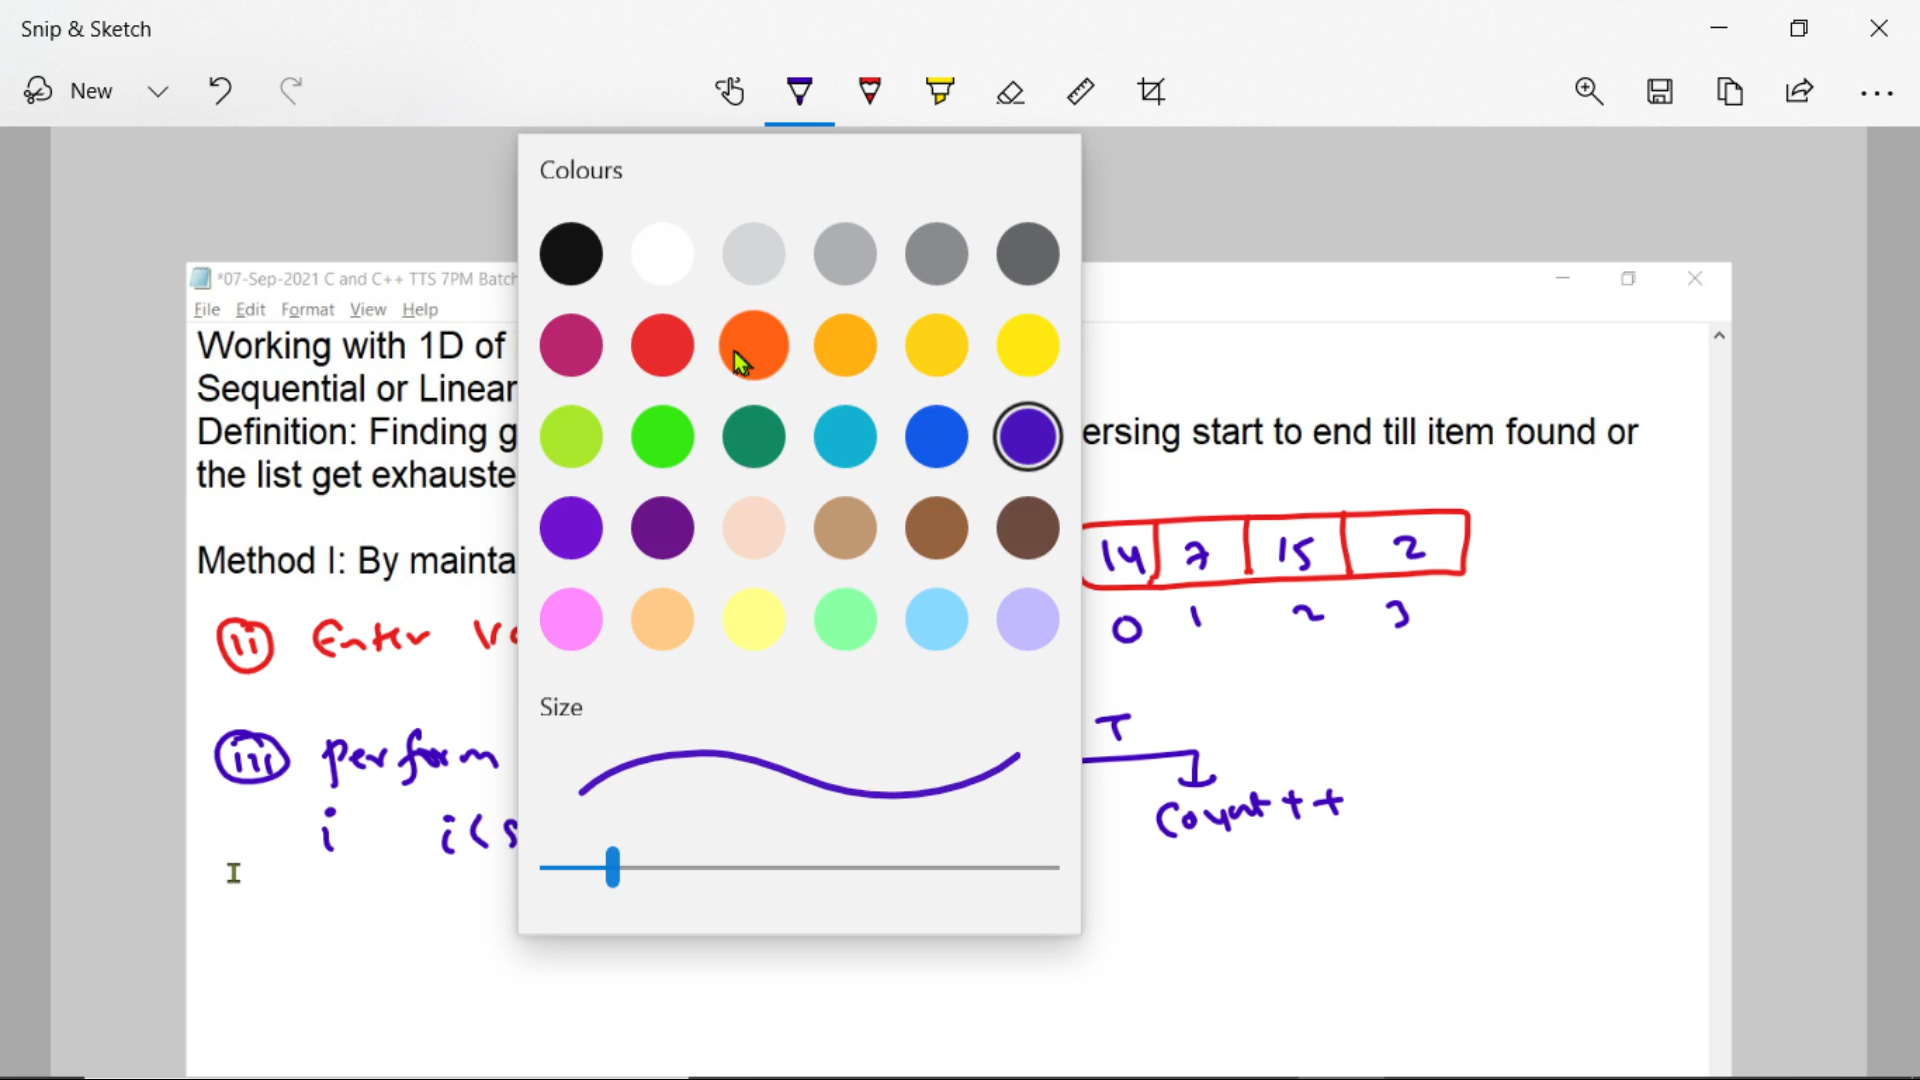 Snip & Sketch
New
Colours
*07-Sep-2021 C and C++ TTS 7PM Batch
File Edit Format View Help
Working with 1D of
Sequential or Linear
Definition: Finding g ersing start to end till item found or
the list get exhauste
Method I: By mainta
14 7 15 2
0 1 2 3
ii Enter va
Size
iii perform T
i i<s Count++